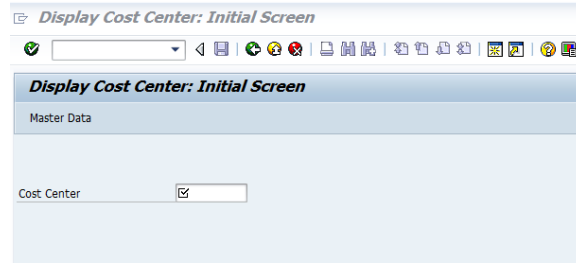 Display Cost Center: Initial Screen
Display Cost Center: Initial Screen
Master Data
Cost Center